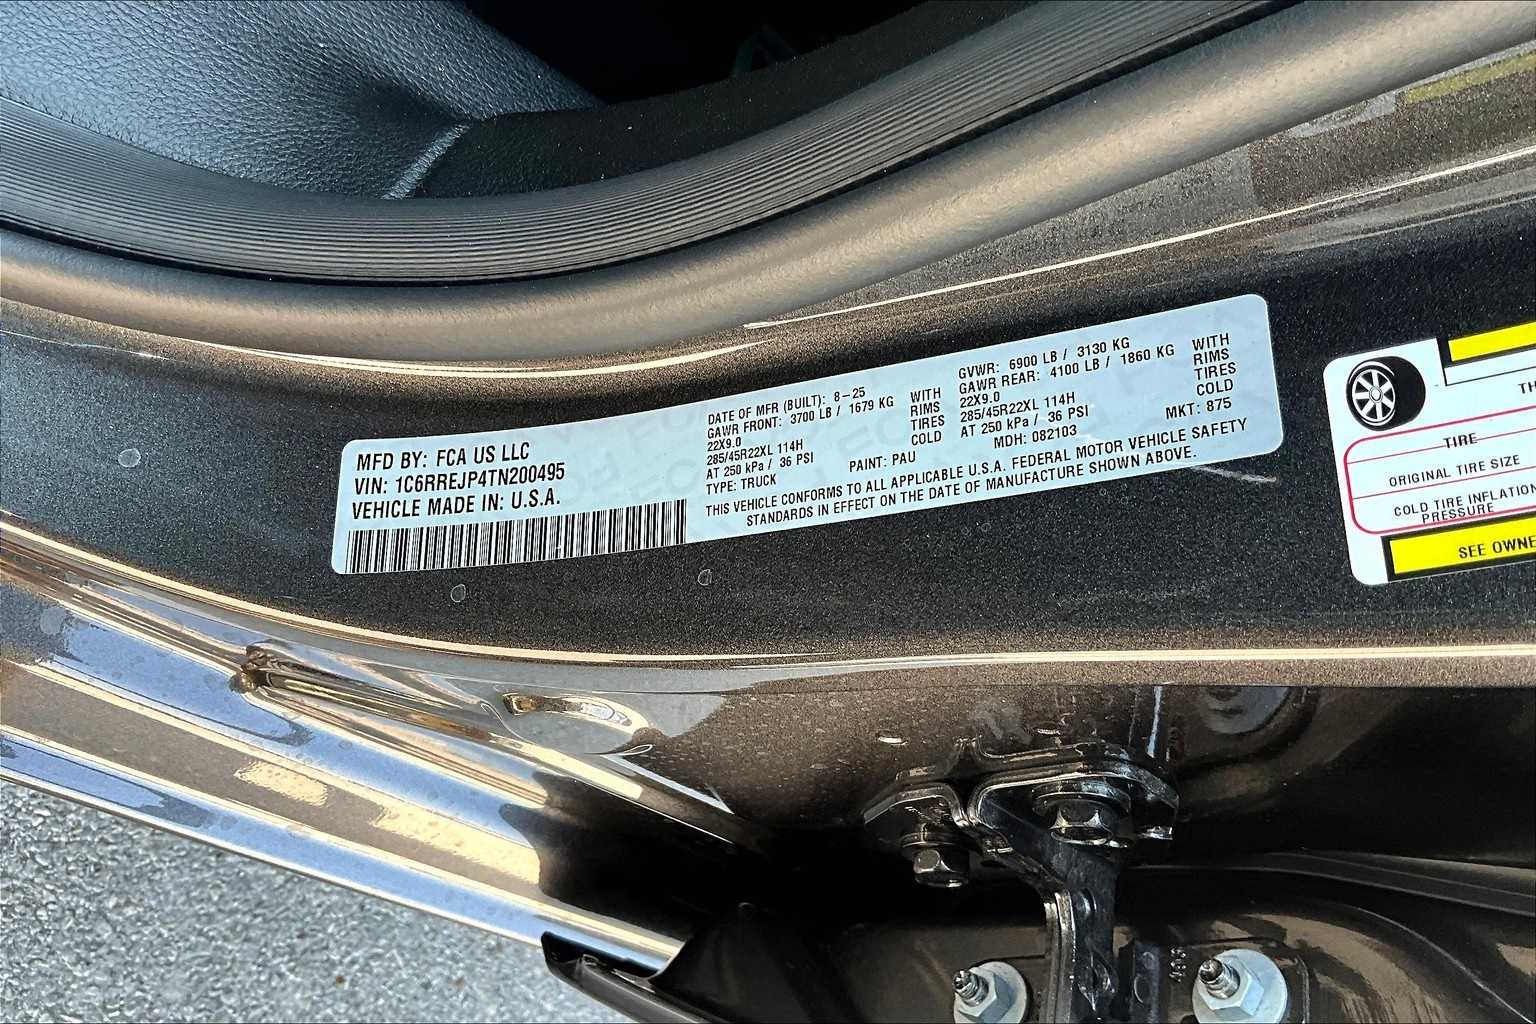 MFD BY: FCA US LLC
VIN: 1C6RREJP4TN200495
VEHICLE MADE IN: U.S.A.
DATE OF MFR (BUILT): 8-25
GAWR FRONT: 3700 LB / 1679 KG
22X9.0
285/45R22XL 114H
AT 250 kPa / 36 PSI
TYPE: TRUCK
WITH
RIMS
TIRES
COLD
PAINT: PAU
GVWR: 6900 LB / 3130 KG
GAWR REAR: 4100 LB / 1860 KG
22X9.0
285/45R22XL 114H
AT 250 kPa / 36 PSI
WITH
RIMS
TIRES
COLD
MDH: 082103
MKT: 875
THIS VEHICLE CONFORMS TO ALL APPLICABLE U.S.A. FEDERAL MOTOR VEHICLE SAFETY
STANDARDS IN EFFECT ON THE DATE OF MANUFACTURE SHOWN ABOVE.
TH
TIRE
ORIGINAL TIRE SIZE
COLD TIRE INFLATION
PRESSURE
SEE OWNE